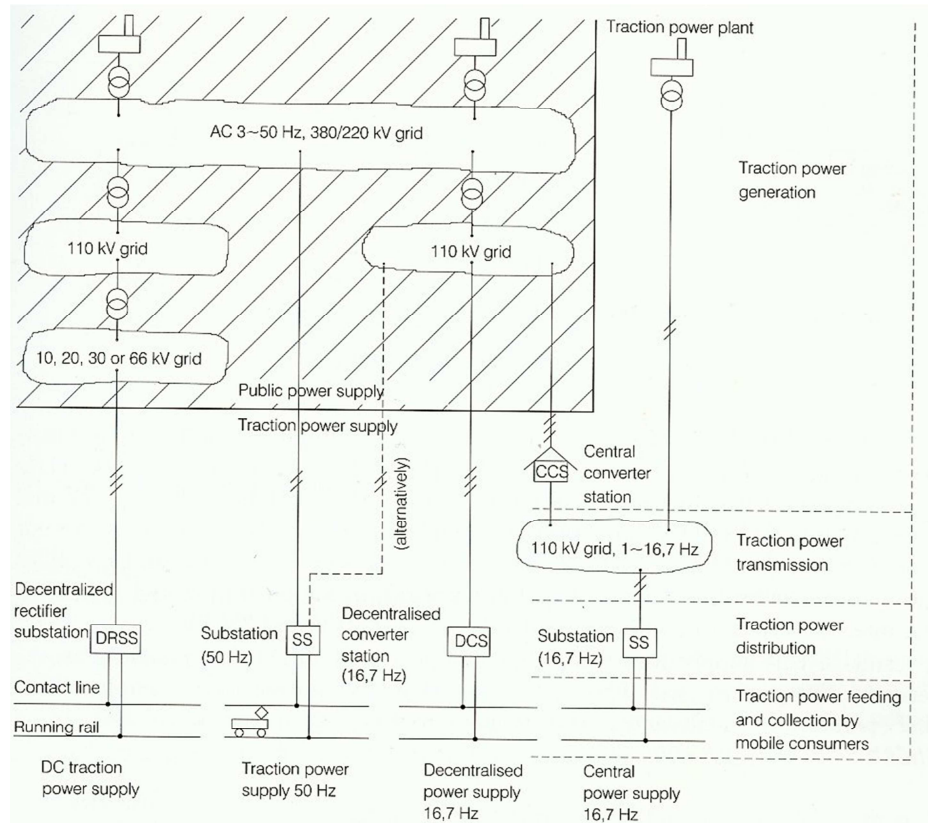 Traction power plant
AC 3~50 Hz, 380/220 kV grid
Traction power
generation
110 kV grid
110 kV grid
10, 20, 30 or 66 kV grid
Public power supply
Traction power supply
(alternatively)
CCS
Central
converter
station
110 kV grid, 1~16,7 Hz
Traction power
transmission
Decentralized
rectifier
substation
DRSS
Substation
(50 Hz)
SS
Decentralised
converter
station
(16,7 Hz)
DCS
Substation
(16,7 Hz)
SS
Traction power
distribution
Contact line
Running rail
Traction power feeding
and collection by
mobile consumers
DC traction
power supply
Traction power
supply 50 Hz
Decentralised
power supply
16,7 Hz
Central
power supply
16,7 Hz